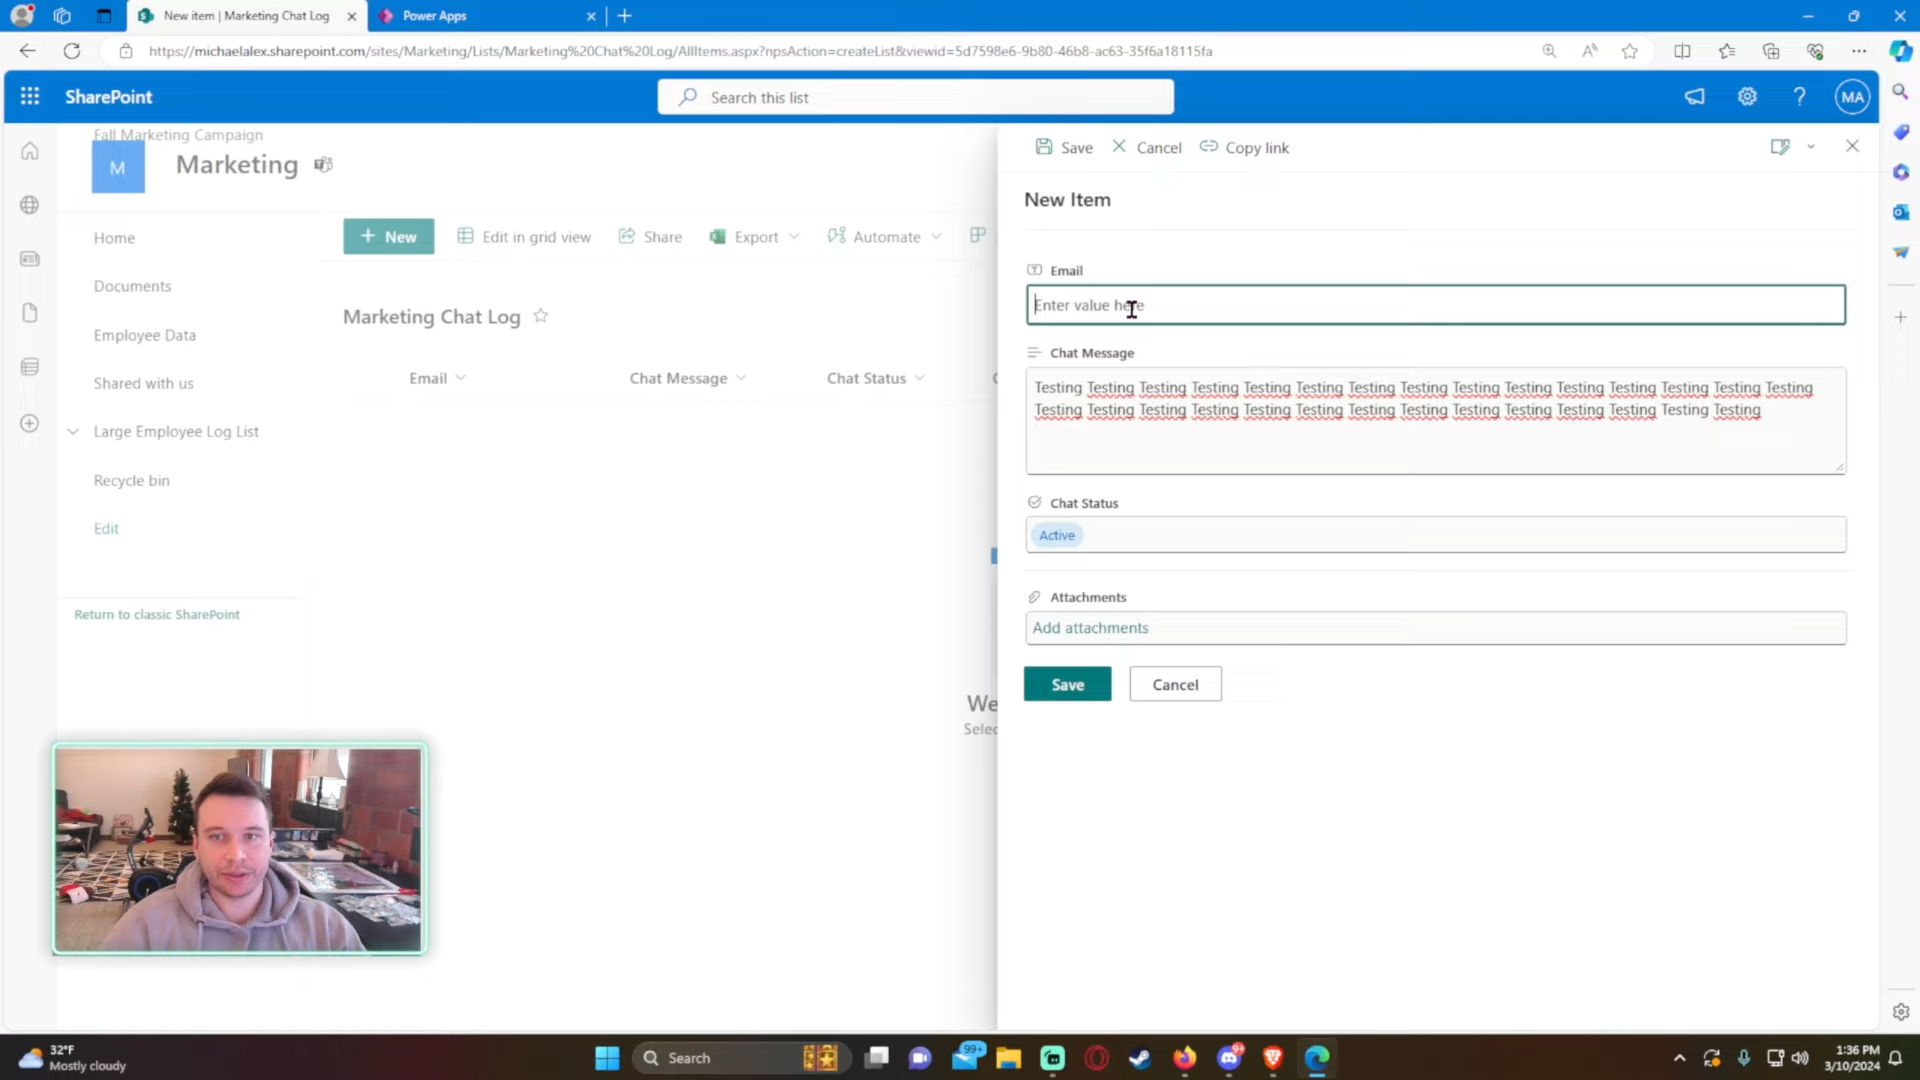 New item | Marketing Chat Log
Power Apps
https://michaelalex.sharepoint.com/sites/Marketing/Lists/Marketing%20Chat%20Log/AllItems.aspx?npsAction=createList&viewid=5d7598e6-9b80-46b8-ac63-35f6a18115fa
SharePoint
Search this list
MA
Fall Marketing Campaign
M
Marketing
Home
Documents
Employee Data
Shared with us
Large Employee Log List
Recycle bin
Edit
Return to classic SharePoint
New
Edit in grid view
Share
Export
Automate
Marketing Chat Log
Email
Chat Message
Chat Status
We
Selec
Save
Cancel
Copy link
New Item
Email
Enter value here
Chat Message
Testing Testing Testing Testing Testing Testing Testing Testing Testing Testing Testing Testing Testing Testing Testing
Testing Testing Testing Testing Testing Testing Testing Testing Testing Testing Testing Testing Testing Testing
Chat Status
Active
Attachments
Add attachments
Save
Cancel
32°F
Mostly cloudy
Search
99+
9+
1:36 PM
3/10/2024